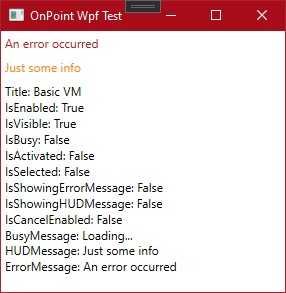 OnPoint Wpf Test
An error occurred
Just some info
Title: Basic VM
IsEnabled: True
IsVisible: True
IsBusy: False
IsActivated: False
IsSelected: False
IsShowingErrorMessage: False
IsShowingHUDMessage: False
IsCancelEnabled: False
BusyMessage: Loading...
HUDMessage: Just some info
ErrorMessage: An error occurred